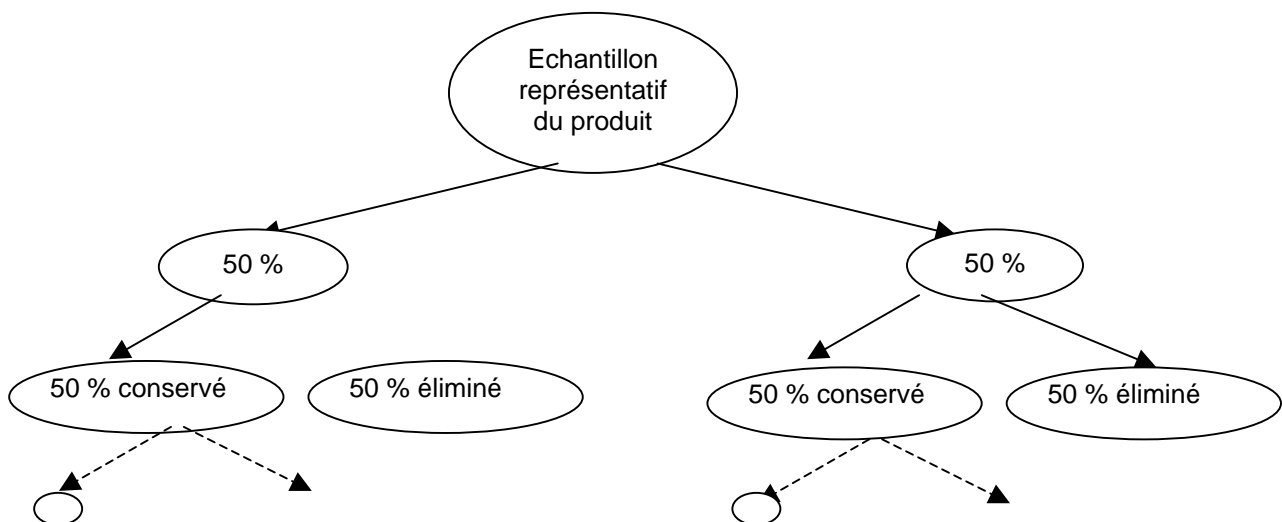 Echantillon
représentatif
du produit
50 %
50 %
50 % conservé
50 % éliminé
50 % conservé
50 % éliminé